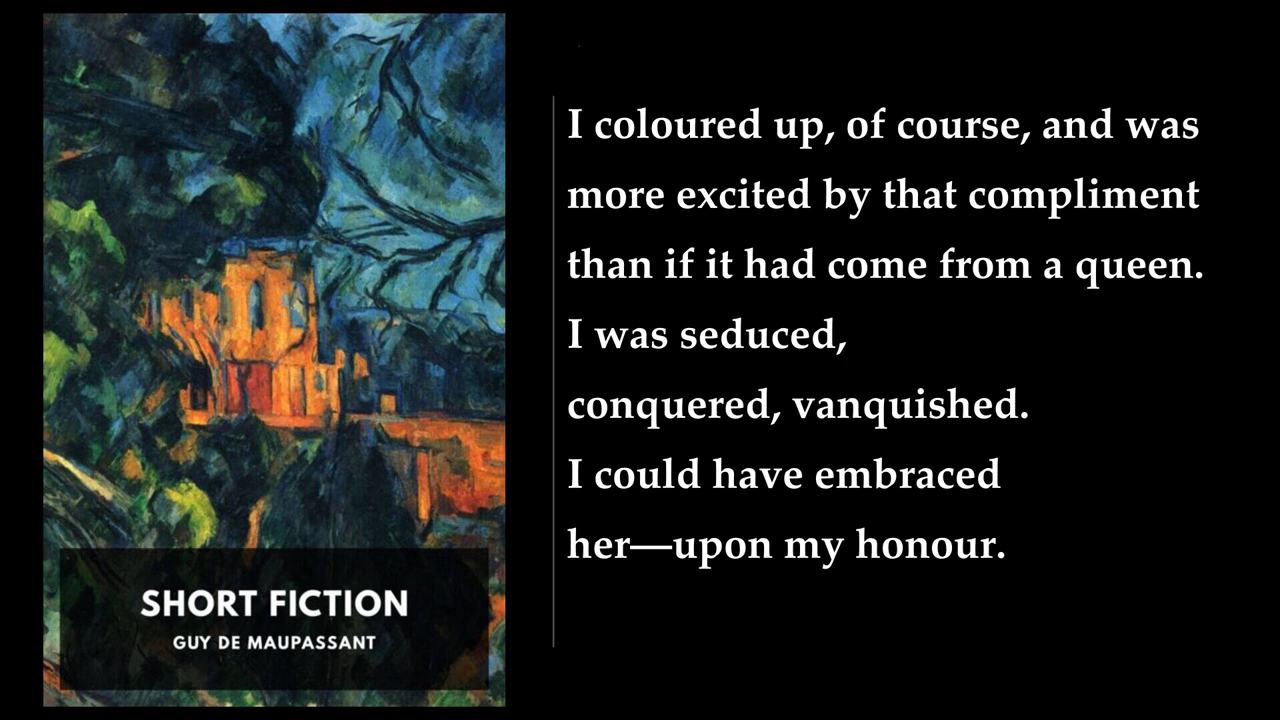 SHORT FICTION
GUY DE MAUPASSANT
I coloured up, of course, and was
more excited by that compliment
than if it had come from a queen.
I was seduced,
conquered, vanquished.
I could have embraced
her—upon my honour.